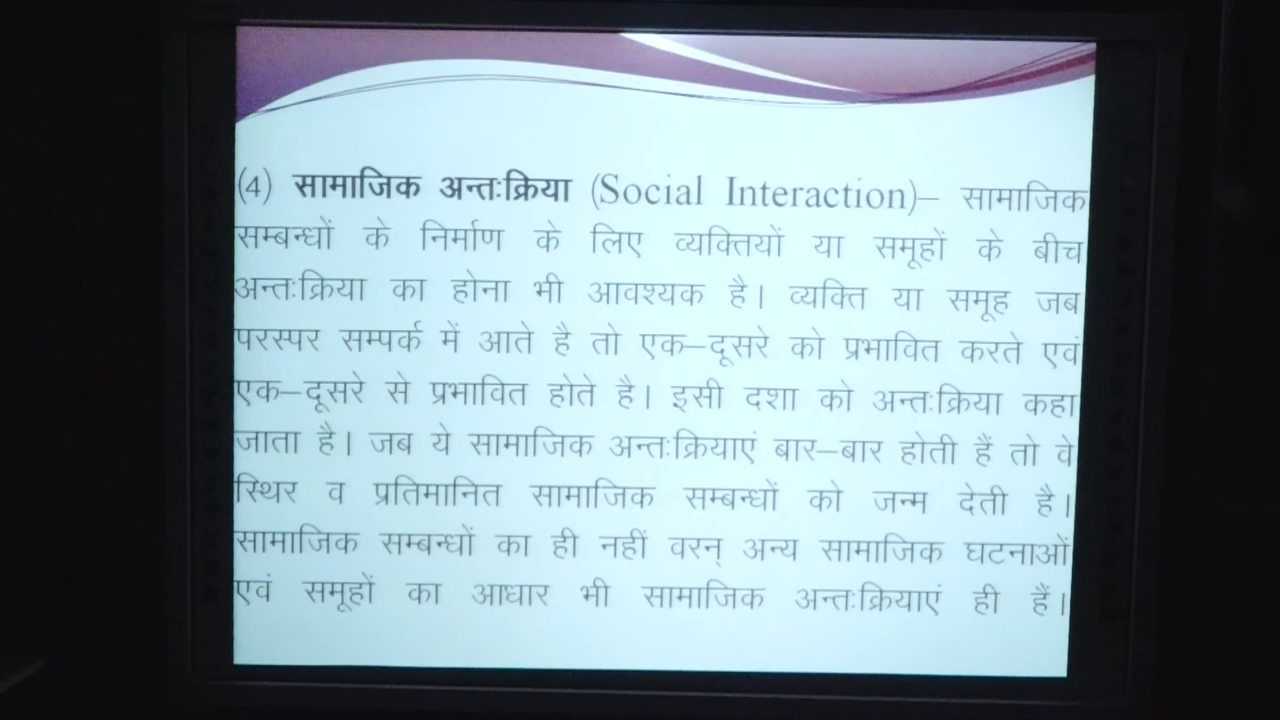 (4) सामाजिक अन्तःक्रिया (Social Interaction)– सामाजिक
सम्बन्धों के निर्माण के लिए व्यक्तियों या समूहों के बीच
अन्तःक्रिया का होना भी आवश्यक है। व्यक्ति या समूह जब
परस्पर सम्पर्क में आते है तो एक–दूसरे को प्रभावित करते एवं
एक–दूसरे से प्रभावित होते है। इसी दशा को अन्तःक्रिया कहा
जाता है। जब ये सामाजिक अन्तःक्रियाएं बार–बार होती हैं तो वे
स्थिर व प्रतिमानित सामाजिक सम्बन्धों को जन्म देती है।
सामाजिक सम्बन्धों का ही नहीं वरन् अन्य सामाजिक घटनाओं
एवं समूहों का आधार भी सामाजिक अन्तःक्रियाएं ही हैं।